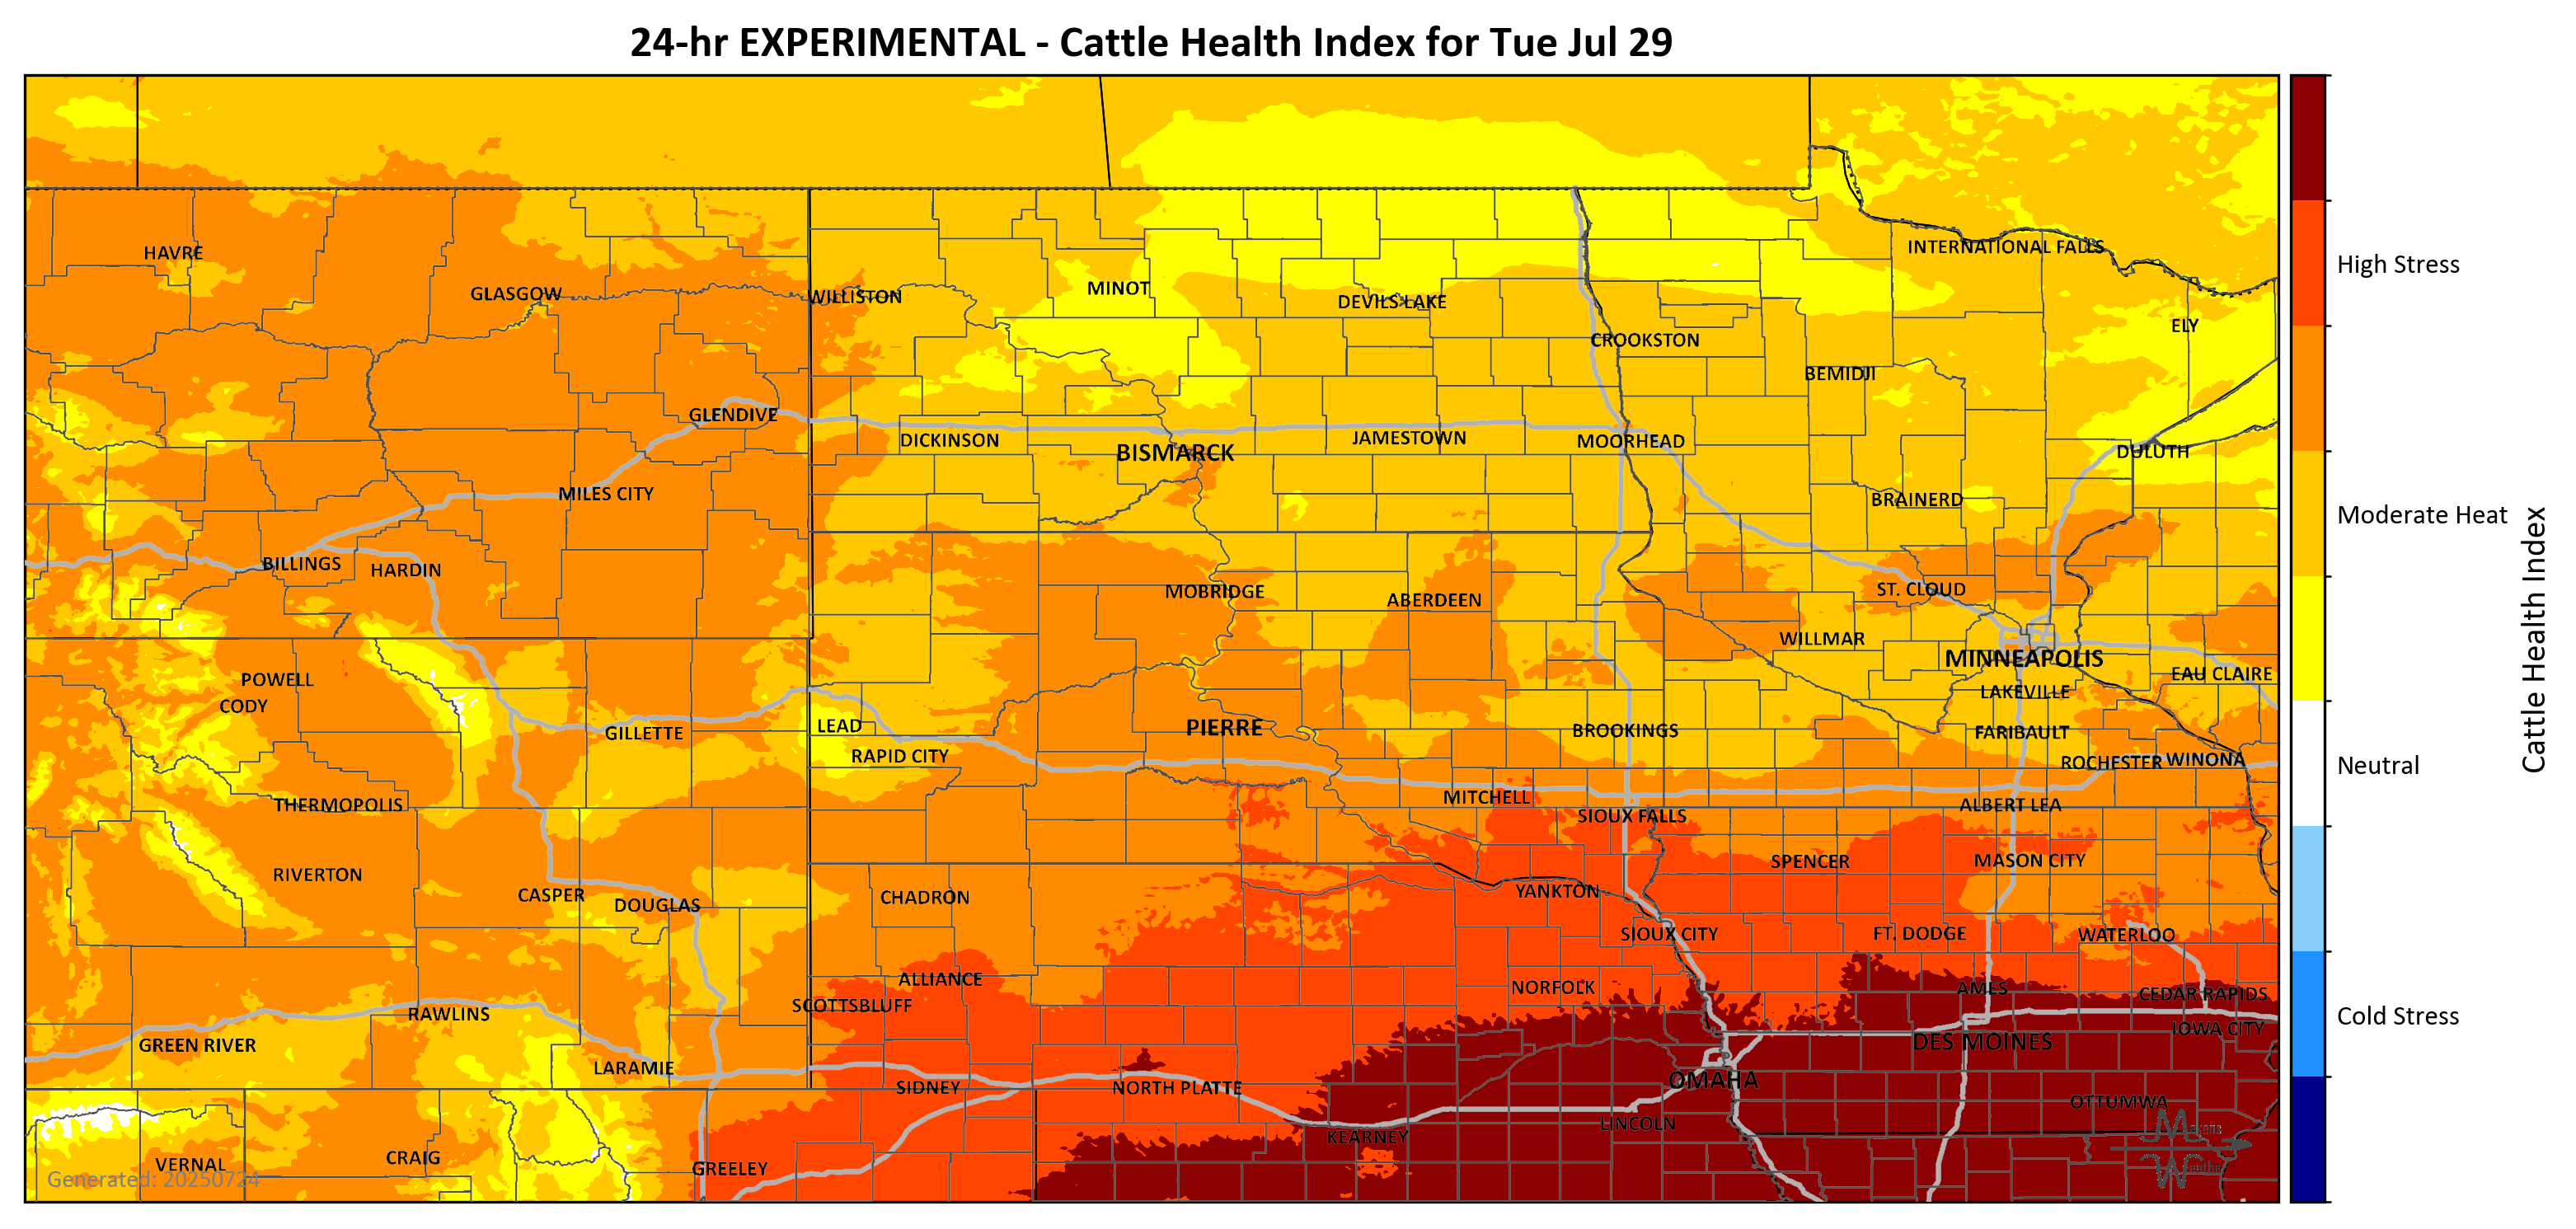 24-hr EXPERIMENTAL - Cattle Health Index for Tue Jul 29
HAVRE
INTERNATIONAL FALLS
GLASGOW
WILLISTON
MINOT
DEVILS LAKE
ELY
CROOKSTON
BEMIDJI
GLENDIVE
DICKINSON
BISMARCK
JAMESTOWN
MOORHEAD
DULUTH
MILES CITY
BRAINERD
BILLINGS
HARDIN
MOBRIDGE
ABERDEEN
ST. CLOUD
WILLMAR
MINNEAPOLIS
POWELL
EAU CLAIRE
CODY
LAKEVILLE
GILLETTE
LEAD
PIERRE
BROOKINGS
FARIBAULT
RAPID CITY
ROCHESTER
WINONA
THERMOPOLIS
MITCHELL
SIOUX FALLS
ALBERT LEA
RIVERTON
SPENCER
MASON CITY
CASPER
DOUGLAS
CHADRON
YANKTON
SIOUX CITY
FT. DODGE
WATERLOO
ALLIANCE
NORFOLK
AMES
CEDAR RAPIDS
SCOTTSBLUFF
RAWLINS
IOWA CITY
GREEN RIVER
DES MOINES
LARAMIE
SIDNEY
NORTH PLATTE
OMAHA
OTTUMWA
LINCOLN
KEARNEY
VERNAL
CRAIG
GREELEY
Generated: 20250724
High Stress
Moderate Heat
Neutral
Cold Stress
Cattle Health Index